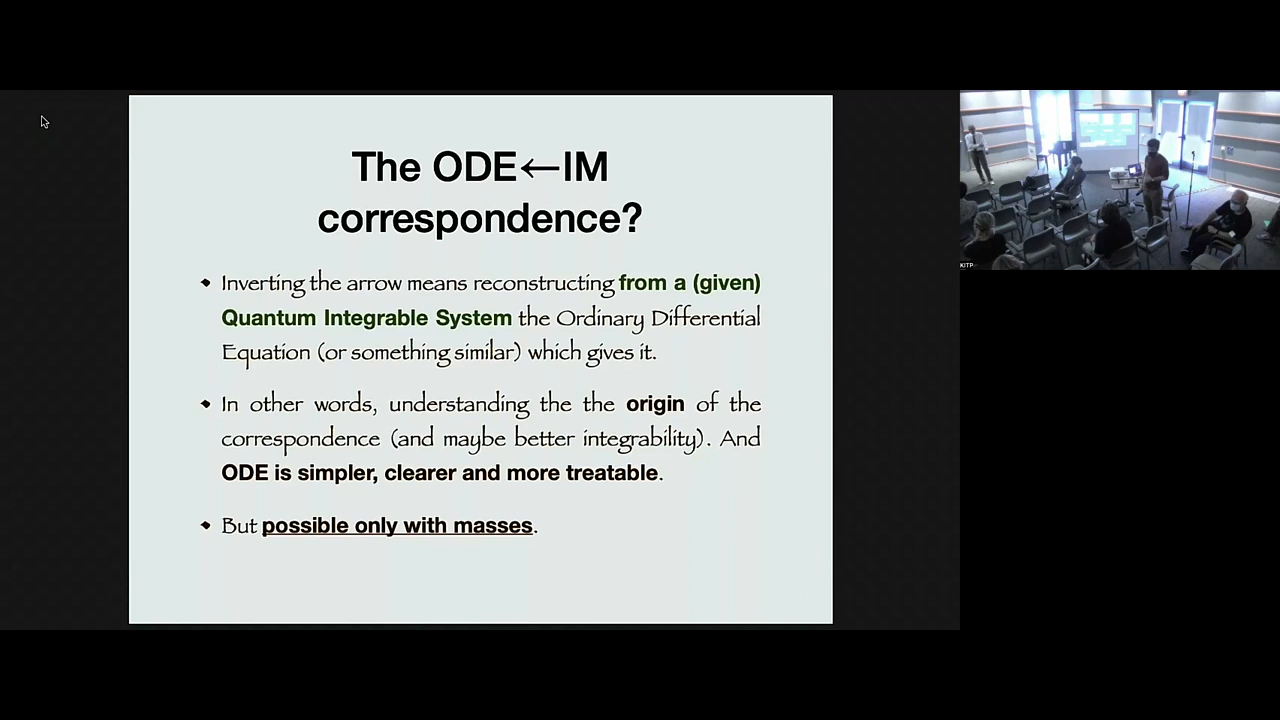 The ODE←IM
correspondence?
Inverting the arrow means reconstructing from a (given)
Quantum Integrable System the Ordinary Differential
Equation (or something similar) which gives it.
In other words, understanding the the origin of the
correspondence (and maybe better integrability). And
ODE is simpler, clearer and more treatable.
But possible only with masses.
KITP